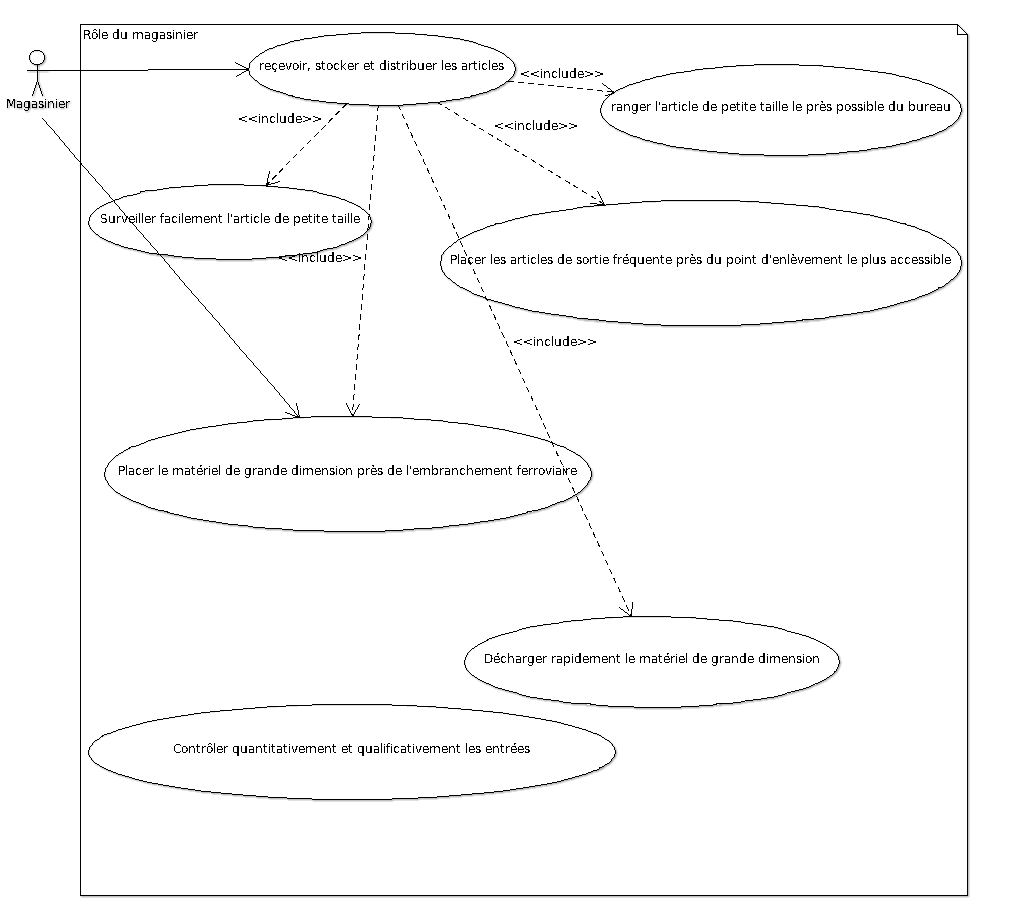 Rôle du magasinier
Magasinier
reçevoir, stocker et distribuer les articles
<<include>>
ranger l'article de petite taille le près possible du bureau
<<include>>
<<include>>
Surveiller facilement l'article de petite taille
<<include>>
Placer les articles de sortie fréquente près du point d'enlèvement le plus accessible
<<include>>
Placer le matériel de grande dimension près de l'embranchement ferroviaire
Décharger rapidement le matériel de grande dimension
Contrôler quantitativement et qualificativement les entrées